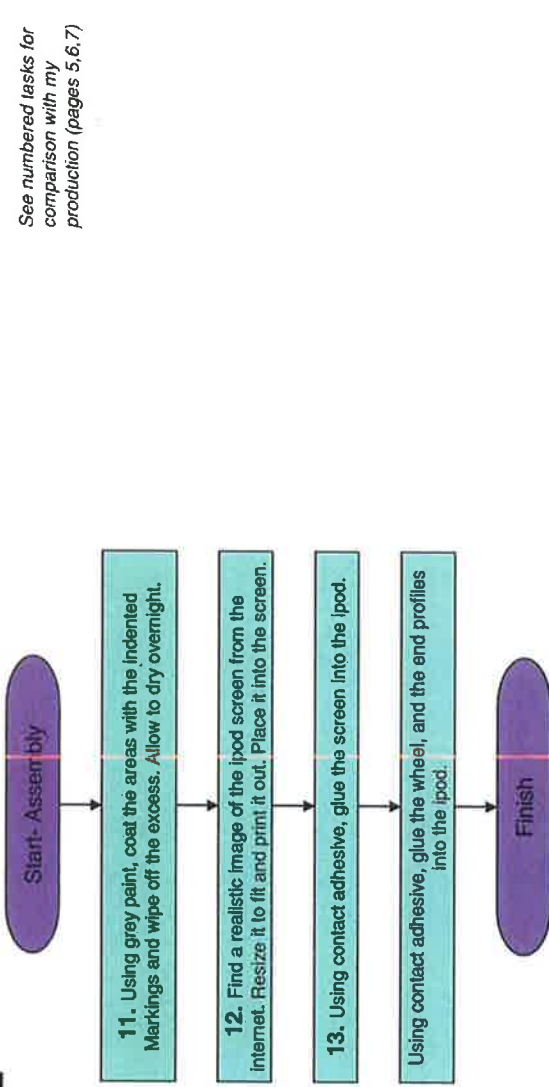 See numbered tasks for
comparison with my
production (pages 5,6,7)
Start- Assembly
11. Using grey paint, coat the areas with the indented
Markings and wipe off the excess. Allow to dry overnight.
12. Find a realistic image of the ipod screen from the
internet. Resize it to fit and print it out. Place it into the screen.
13. Using contact adhesive, glue the screen into the ipod.
Using contact adhesive, glue the wheel, and the end profiles
into the ipod.
Finish